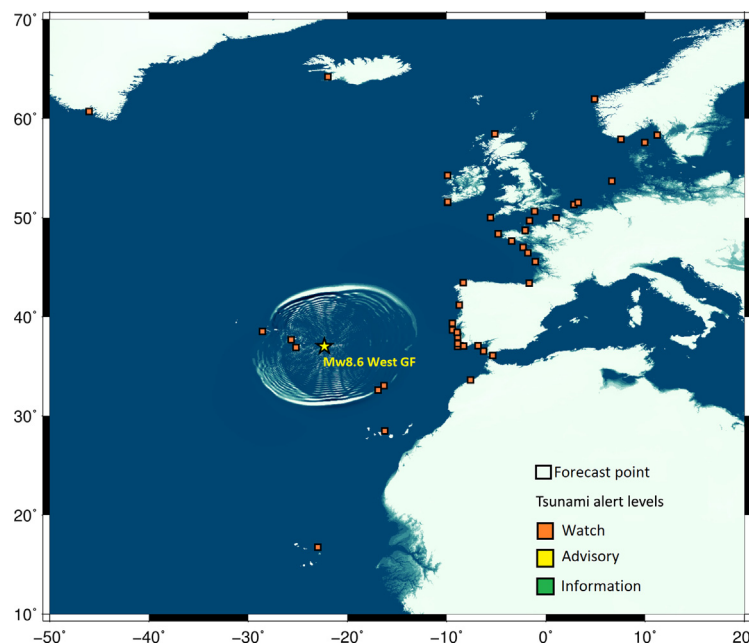 70˚
60˚
50˚
40˚
30˚
20˚
10˚
Mw8.6 West GF
Forecast point
Tsunami alert levels
Watch
Advisory
Information
−50˚ −40˚ −30˚ −20˚ −10˚ 0˚ 10˚ 20